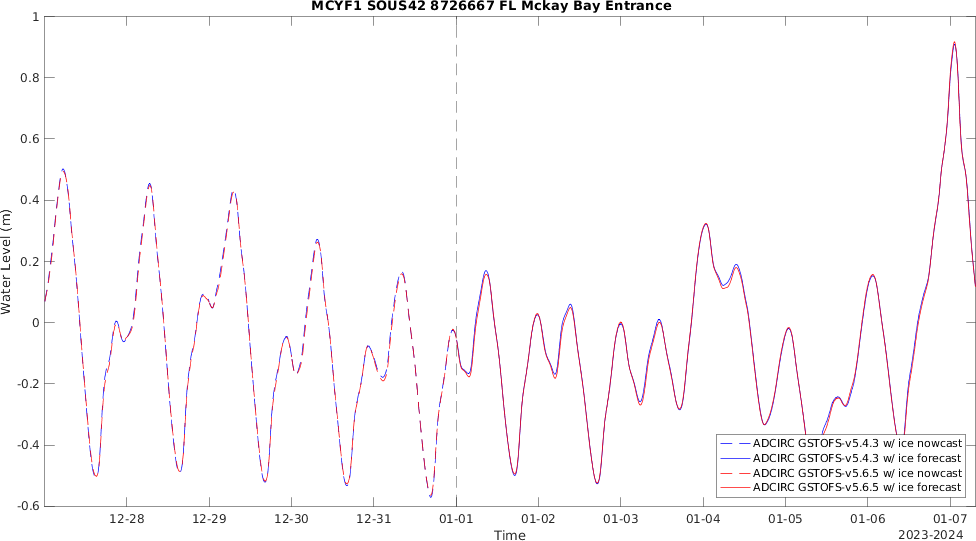 MCYF1 SOUS42 8726667 FL Mckay Bay Entrance
1
0.8
0.6
0.4
0.2
0
-0.2
-0.4
-0.6
Water Level (m)
ADCIRC GSTOFS-v5.4.3 w/ ice nowcast
ADCIRC GSTOFS-v5.4.3 w/ ice forecast
ADCIRC GSTOFS-v5.6.5 w/ ice nowcast
ADCIRC GSTOFS-v5.6.5 w/ ice forecast
12-28 12-29 12-30 12-31 01-01 01-02 01-03 01-04 01-05 01-06 01-07
Time
2023-2024